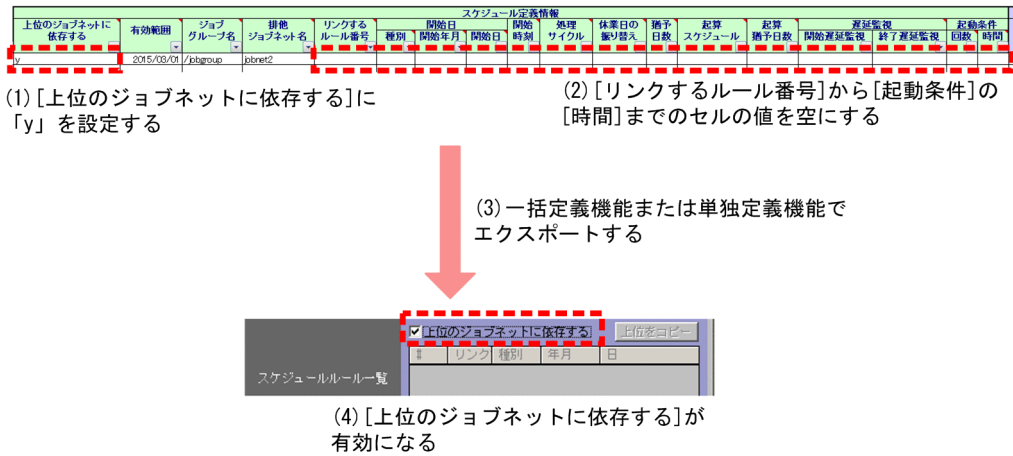 スケジュール定義情報
上位のジョブネットに依存する 有効範囲 ジョブグループ名 排他ジョブネット名 リンクするルール番号 開始日 開始時刻 処理サイクル 休業日の振り替え 猶予日数 起算スケジュール 起算猶予日数 遅延監視 起動条件
種別 開始年月 開始日 開始遅延監視 終了遅延監視 回数 時間
y 2015/03/01 /jobgroup jobnet2
(1)[上位のジョブネットに依存する]に
「y」を設定する
(2)[リンクするルール番号]から[起動条件]の
[時間]までのセルの値を空にする
(3)一括定義機能または単独定義機能で
エクスポートする
上位のジョブネットに依存する 上位をコピー
# リンク 種別 年月 日
スケジュールルール一覧
(4)[上位のジョブネットに依存する]が
有効になる